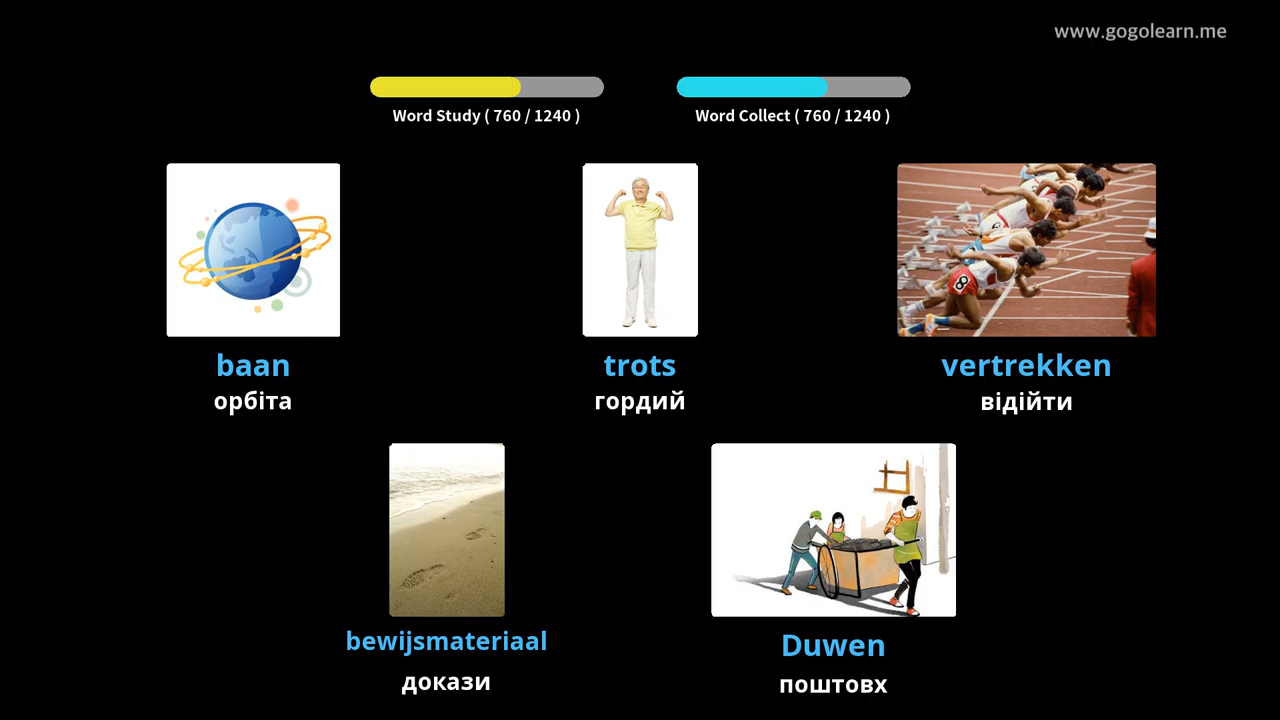 www.gogolearn.me
Word Study ( 760 / 1240 )
Word Collect ( 760 / 1240 )
baan
орбіта
trots
гордий
vertrekken
відійти
8
bewijsmateriaal
докази
Duwen
поштовх